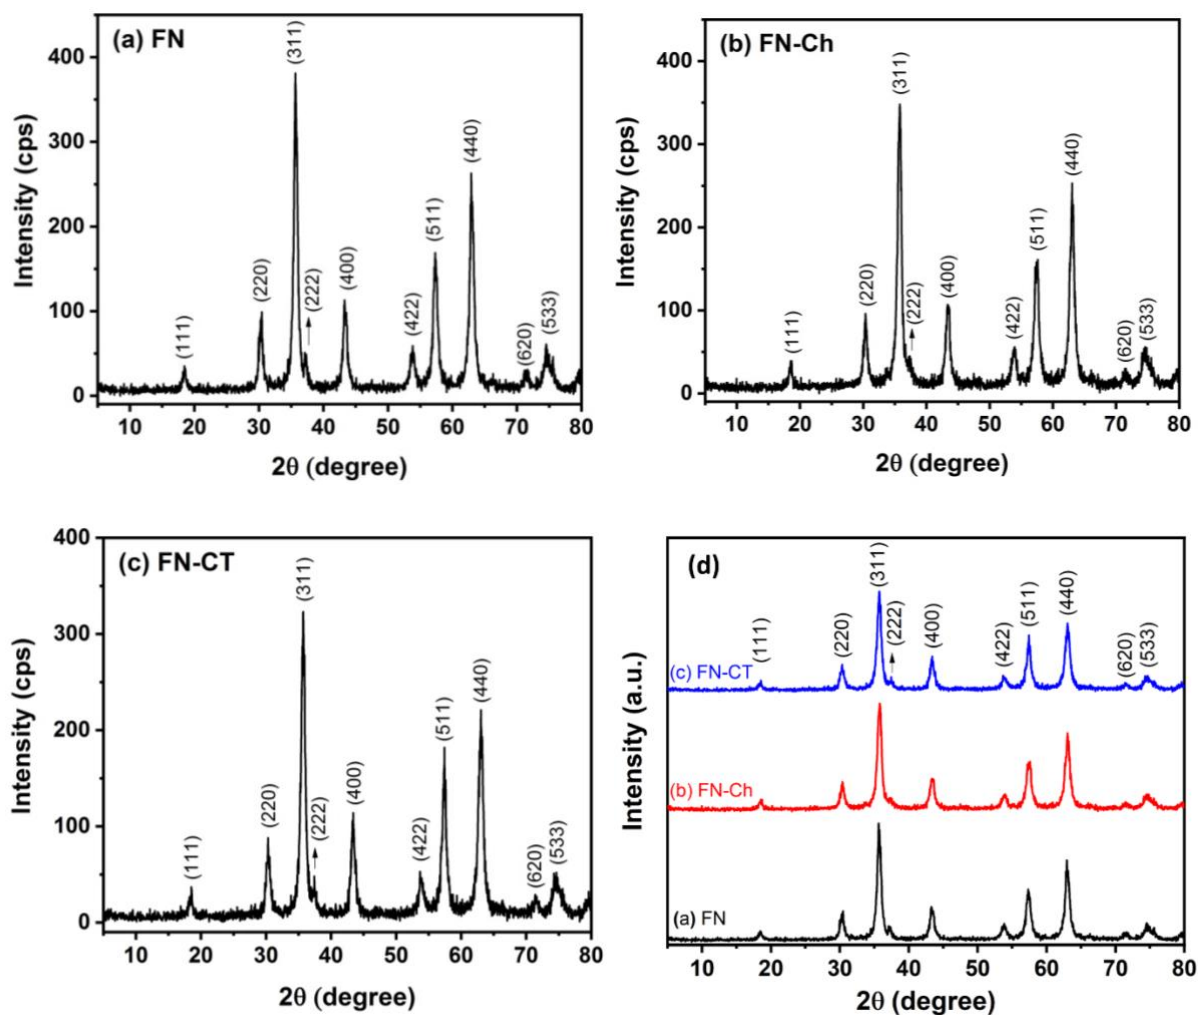 (a) FN
Intensity (cps)
400
300
200
100
0
(111)
(220)
(311)
(222)
(400)
(422)
(511)
(440)
(620)
(533)
10 20 30 40 50 60 70 80
2θ (degree)
(b) FN-Ch
Intensity (cps)
400
300
200
100
0
(111)
(220)
(311)
(222)
(400)
(422)
(511)
(440)
(620)
(533)
10 20 30 40 50 60 70 80
2θ (degree)
(c) FN-CT
Intensity (cps)
400
300
200
100
0
(111)
(220)
(311)
(222)
(400)
(422)
(511)
(440)
(620)
(533)
10 20 30 40 50 60 70 80
2θ (degree)
(d)
Intensity (a.u.)
(111)
(220)
(311)
(222)
(400)
(422)
(511)
(440)
(620)
(533)
(c) FN-CT
(b) FN-Ch
(a) FN
10 20 30 40 50 60 70 80
2θ (degree)